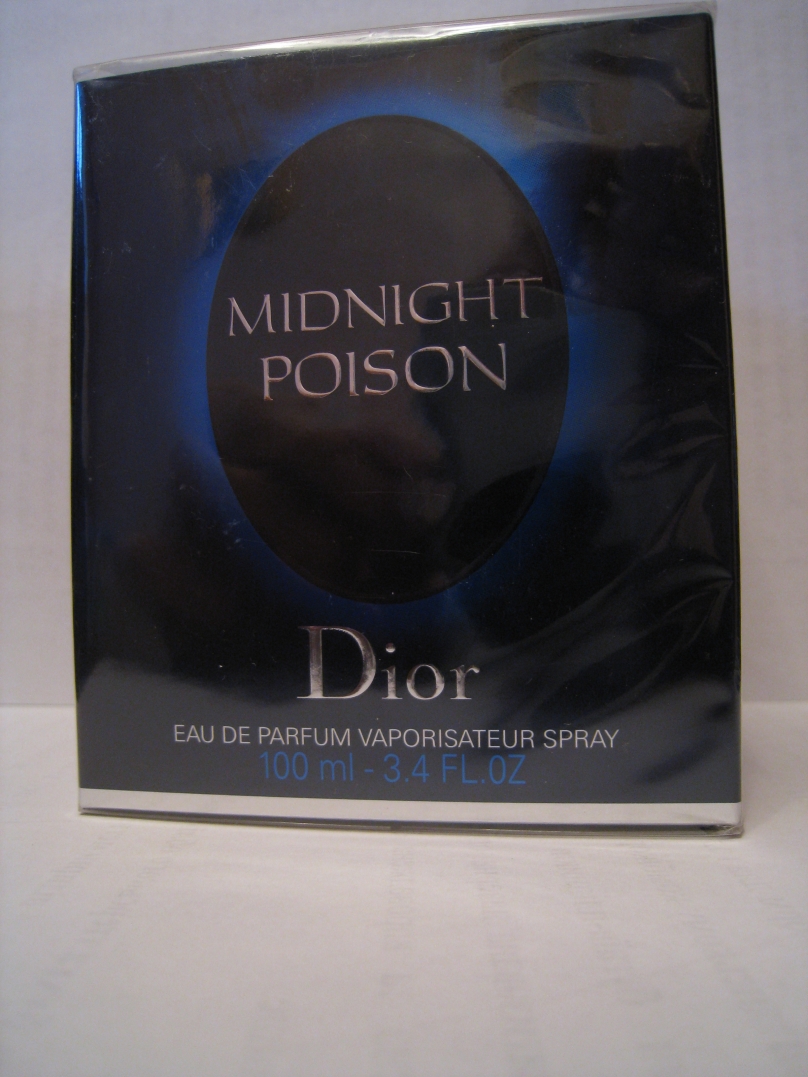 MIDNIGHT
POISON
Dior
EAU DE PARFUM VAPORISATEUR SPRAY
100 ml - 3.4 FL.OZ